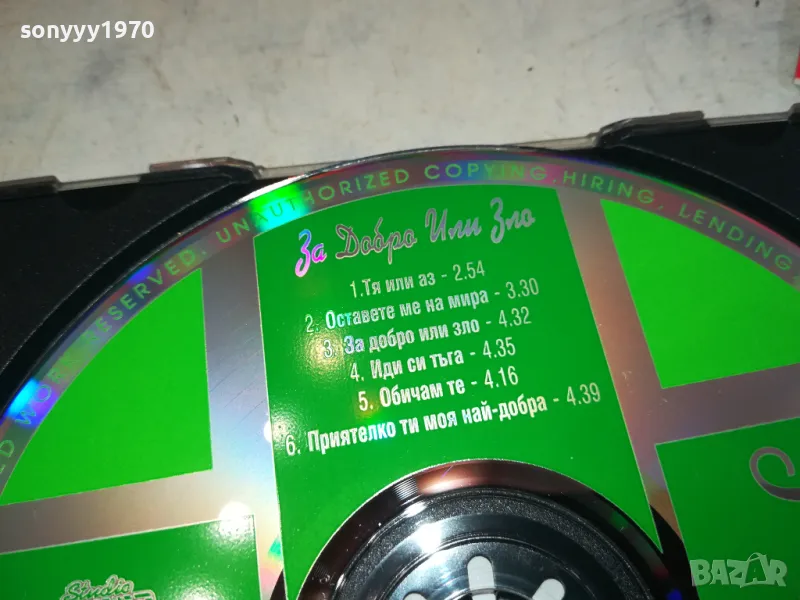 sonyyy1970
RESERVED. UNAUTHORIZED COPYING, HIRING, LENDING,
За Добро Или Зло
1.Тя или аз - 2.54
2. Оставете ме на мира - 3.30
3. За добро или зло - 4.32
4. Иди си тъга - 4.35
5. Обичам те - 4.16
6. Приятелко ти моя най-добра - 4.39
Studio
BAZAR